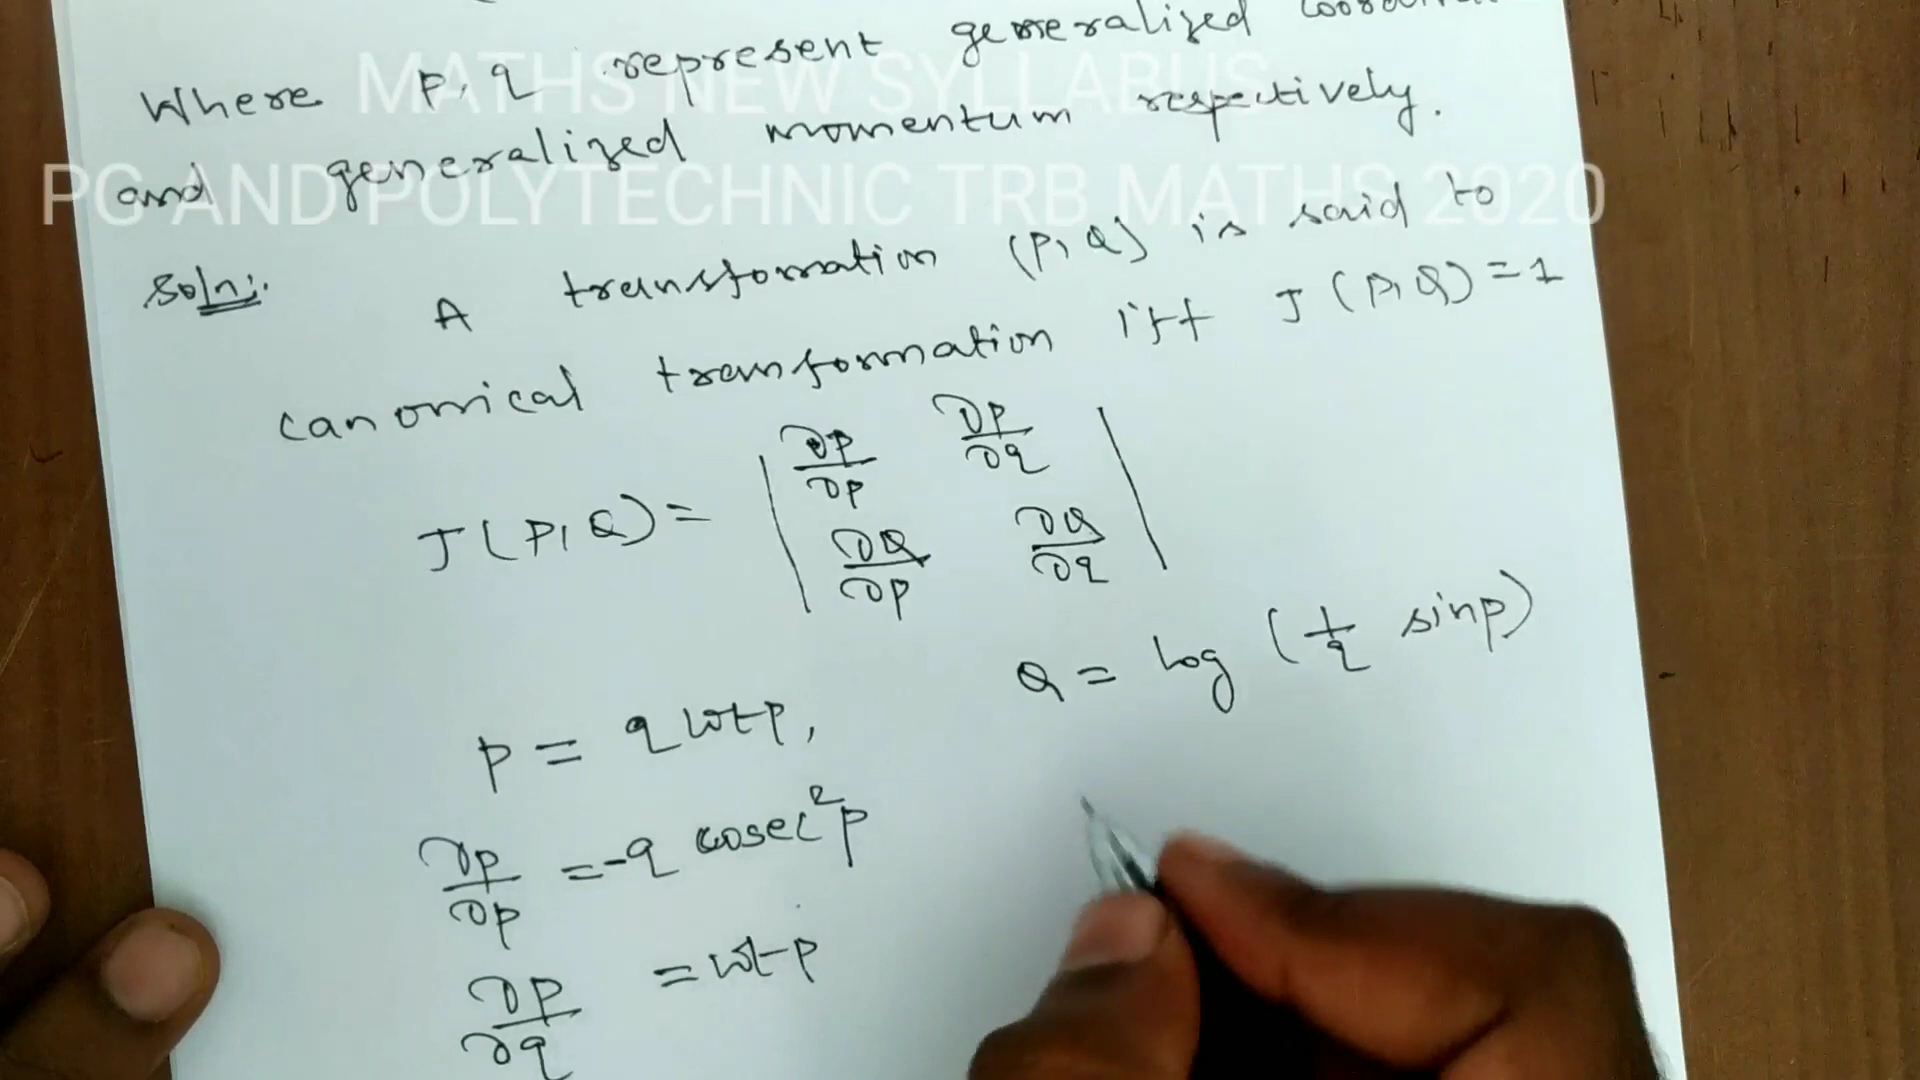 Where p, q represent generalized
MATHS NEW SYLLABUS
and generalized momentum respectively.
PG AND POLYTECHNIC TRB MATHS 2020
Soln:. A transformation (P, Q) is said to
canonical transformation iff J (P, Q) = 1
J(P, Q) = | ∂P/∂p ∂P/∂q |
| ∂Q/∂p ∂Q/∂q |
P = q cot p, Q = log (1/q sin p)
∂P/∂p = -q cosec² p
∂P/∂q = cot p